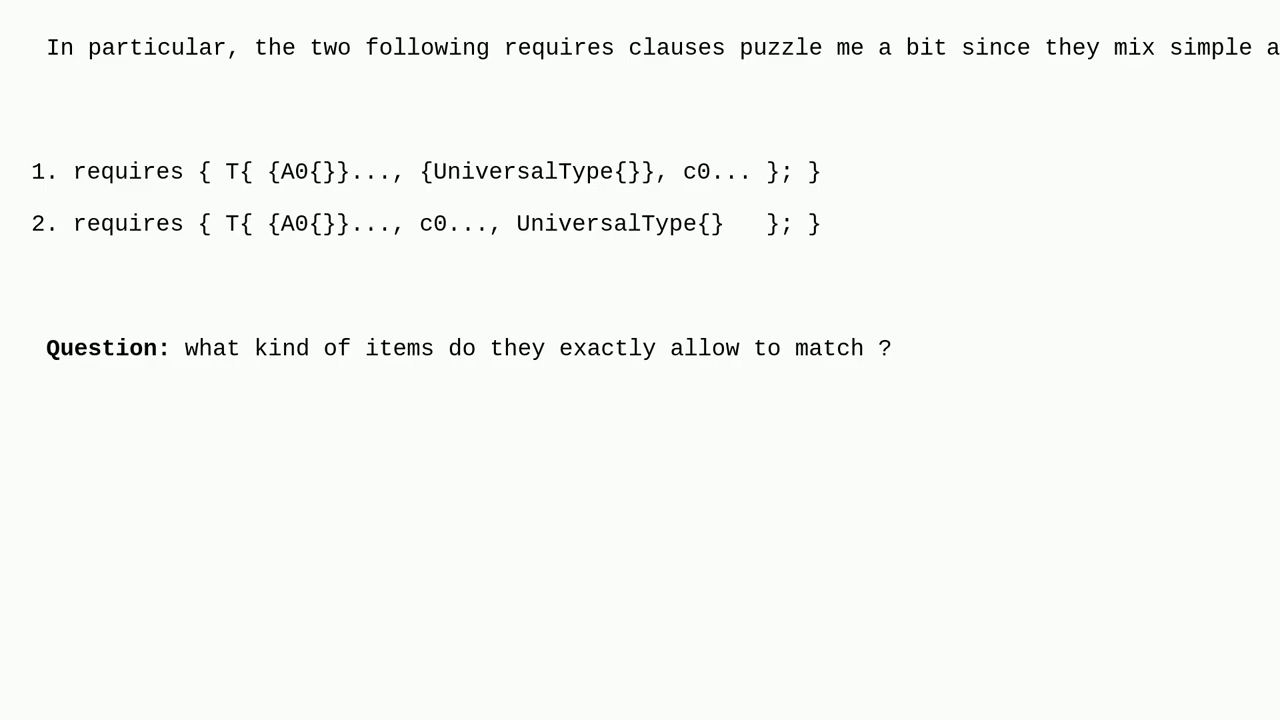 In particular, the two following requires clauses puzzle me a bit since they mix simple a
1. requires { T{ {A0{}}..., {UniversalType{}}, c0... }; }
2. requires { T{ {A0{}}..., c0..., UniversalType{}   }; }
Question: what kind of items do they exactly allow to match ?